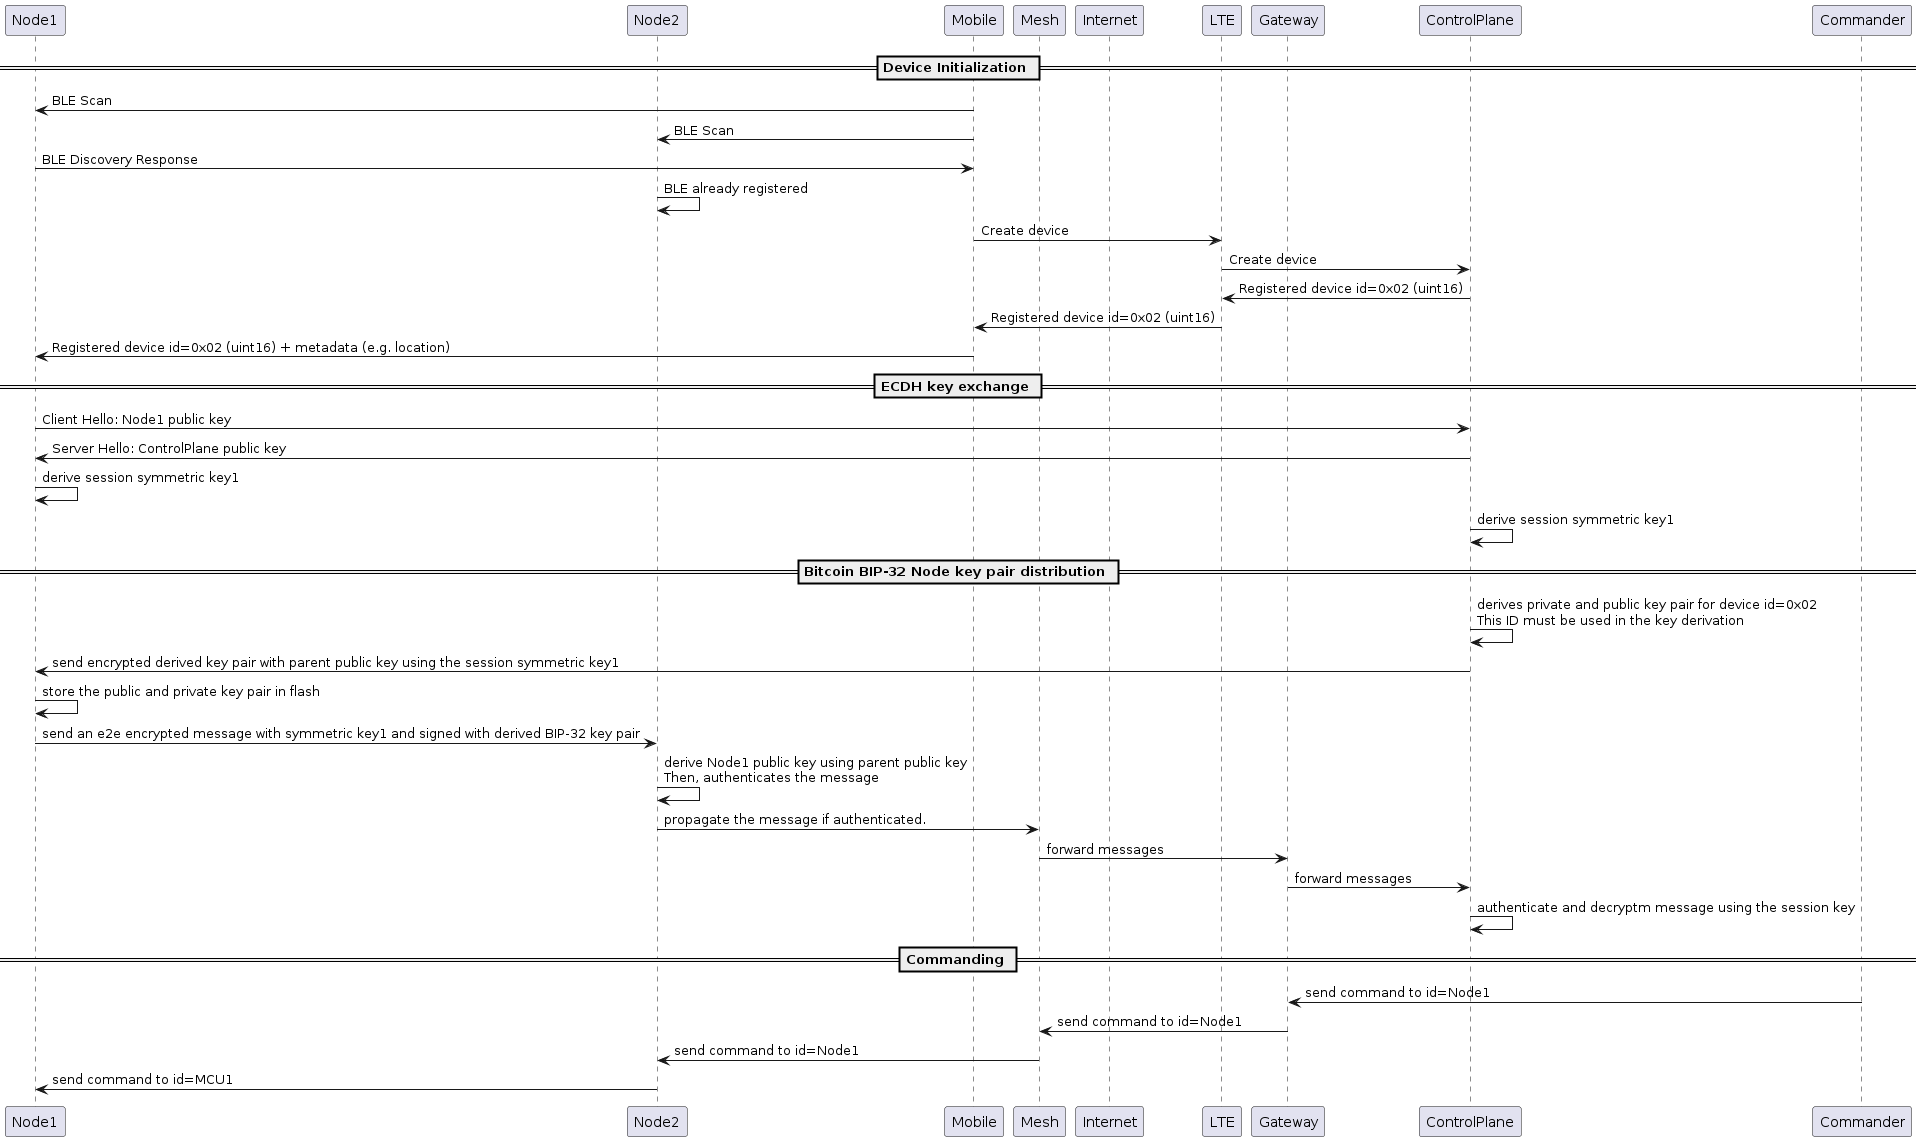 Node1
Node2
Mobile
Mesh
Internet
LTE
Gateway
ControlPlane
Commander
Device Initialization
BLE Scan
BLE Scan
BLE Discovery Response
BLE already registered
Create device
Create device
Registered device id=0x02 (uint16)
Registered device id=0x02 (uint16)
Registered device id=0x02 (uint16) + metadata (e.g. location)
ECDH key exchange
Client Hello: Node1 public key
Server Hello: ControlPlane public key
derive session symmetric key1
derive session symmetric key1
Bitcoin BIP-32 Node key pair distribution
derives private and public key pair for device id=0x02
This ID must be used in the key derivation
send encrypted derived key pair with parent public key using the session symmetric key1
store the public and private key pair in flash
send an e2e encrypted message with symmetric key1 and signed with derived BIP-32 key pair
derive Node1 public key using parent public key
Then, authenticates the message
propagate the message if authenticated.
forward messages
forward messages
authenticate and decryptm message using the session key
Commanding
send command to id=Node1
send command to id=Node1
send command to id=Node1
send command to id=MCU1
Node1
Node2
Mobile
Mesh
Internet
LTE
Gateway
ControlPlane
Commander